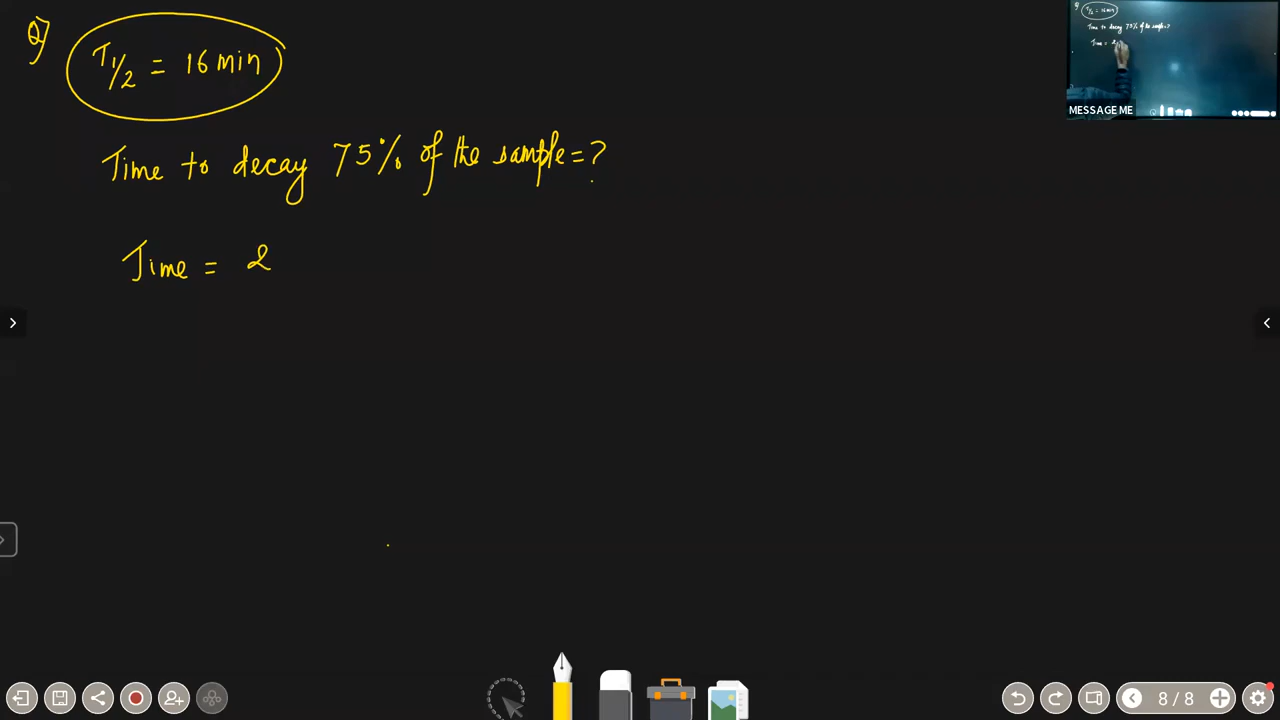 Q)
T1/2 = 16 min
Time to decay 75% of the sample = ?
Time = 2
MESSAGE ME
8 / 8